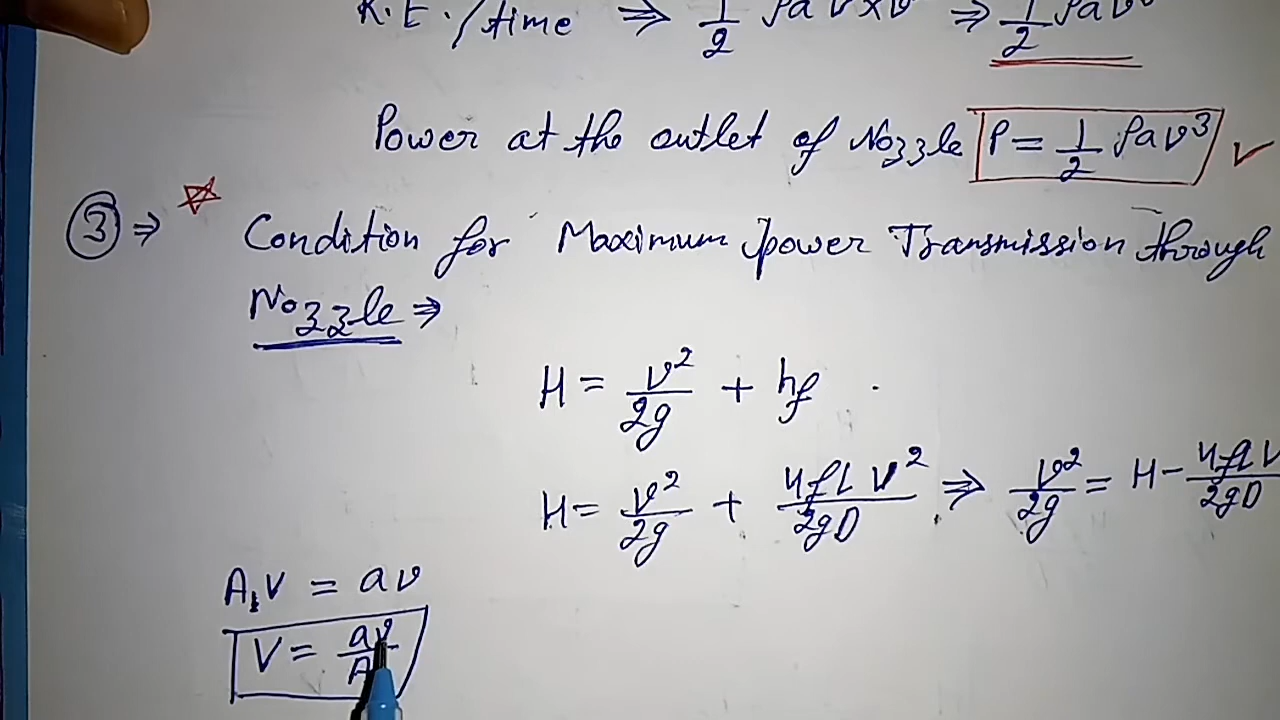 K.E./time ⇒ 1/2 ρav×v ⇒ 1/2 ρav
Power at the outlet of Nozzle P = 1/2 ρav³ ✓
③ ⇒ ☆ Condition for Maximum power Transmission through
Nozzle ⇒
H = v²/2g + hf
H = v²/2g + 4fLV²/2gD ⇒ v²/2g = H - 4fLV/2gD
A₁V = av
V = av/A